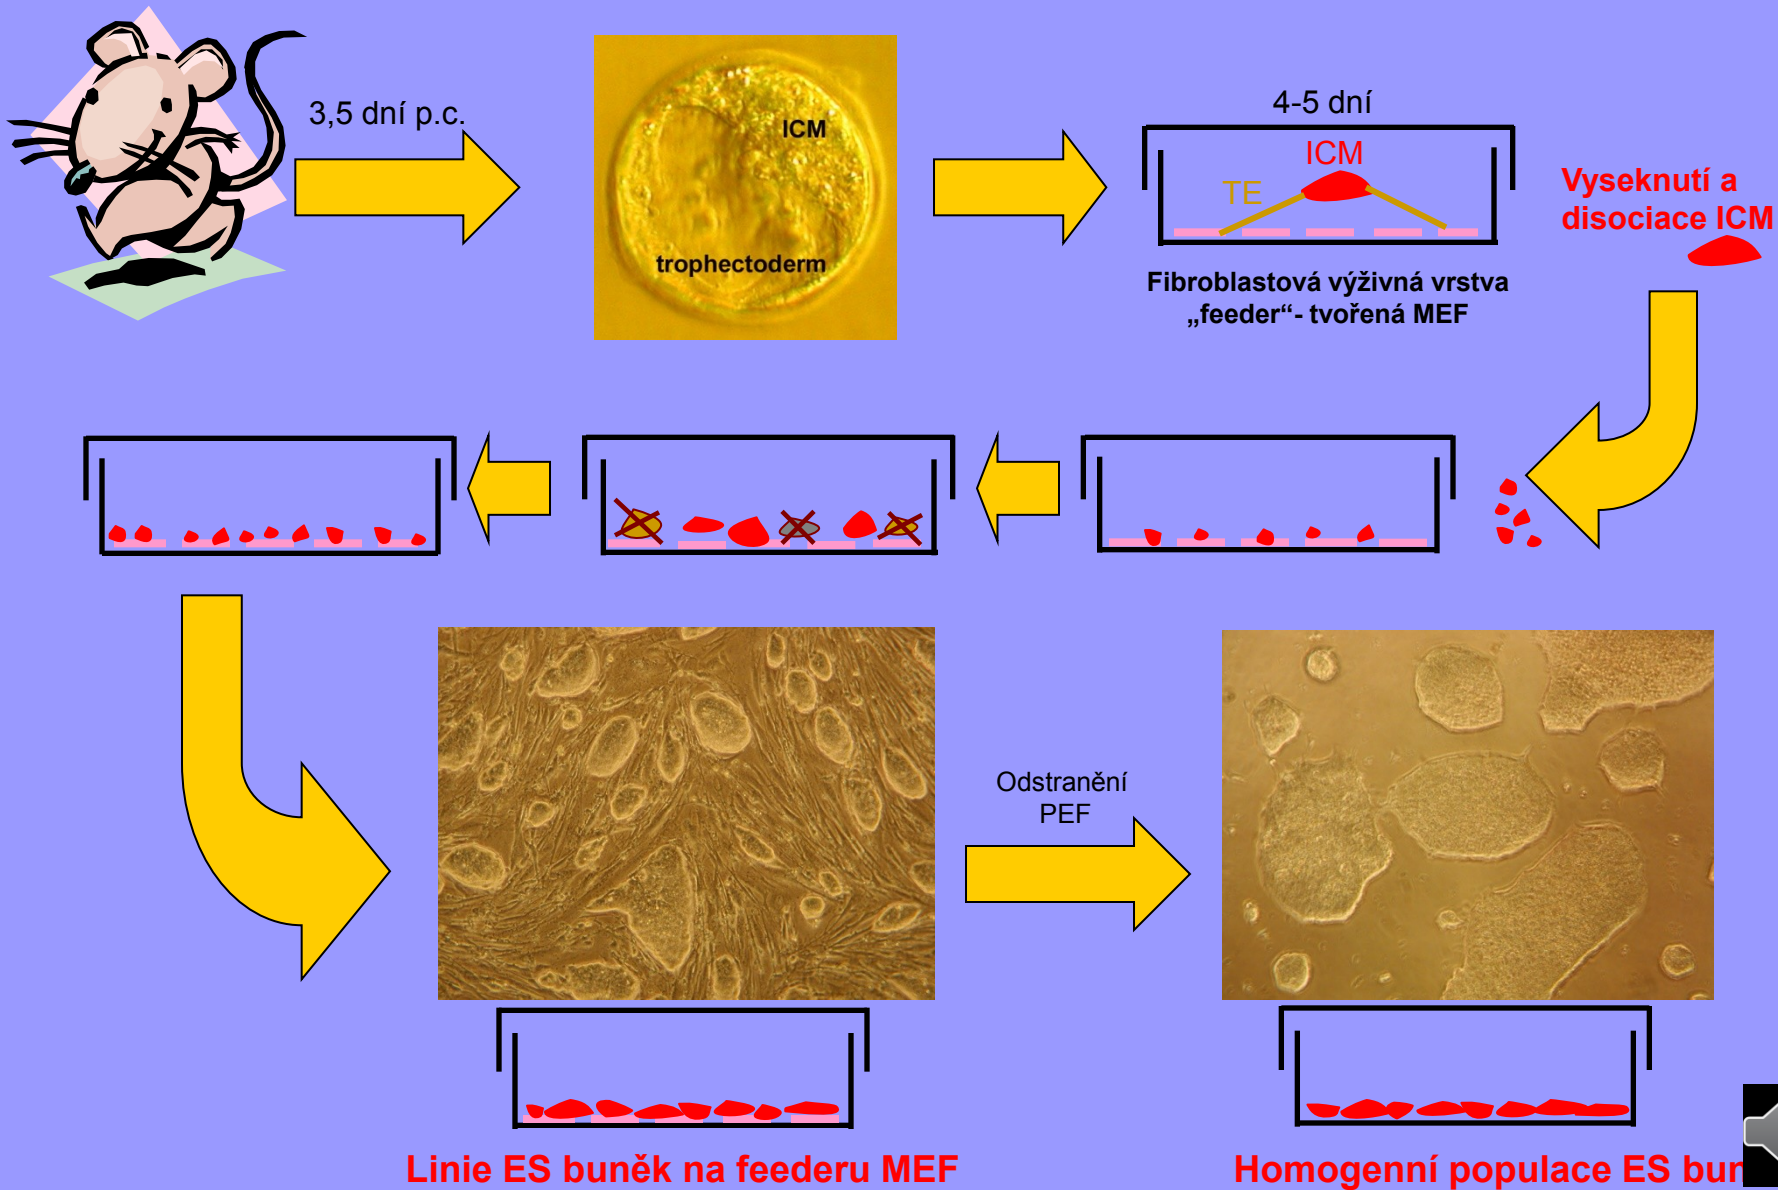 3,5 dní p.c.
ICM
trophectoderm
4-5 dní
ICM
TE
Fibroblastová výživná vrstva
„feeder“- tvořená MEF
Vyseknutí a
disociace ICM
Odstranění
PEF
Linie ES buněk na feederu MEF
Homogenní populace ES bun